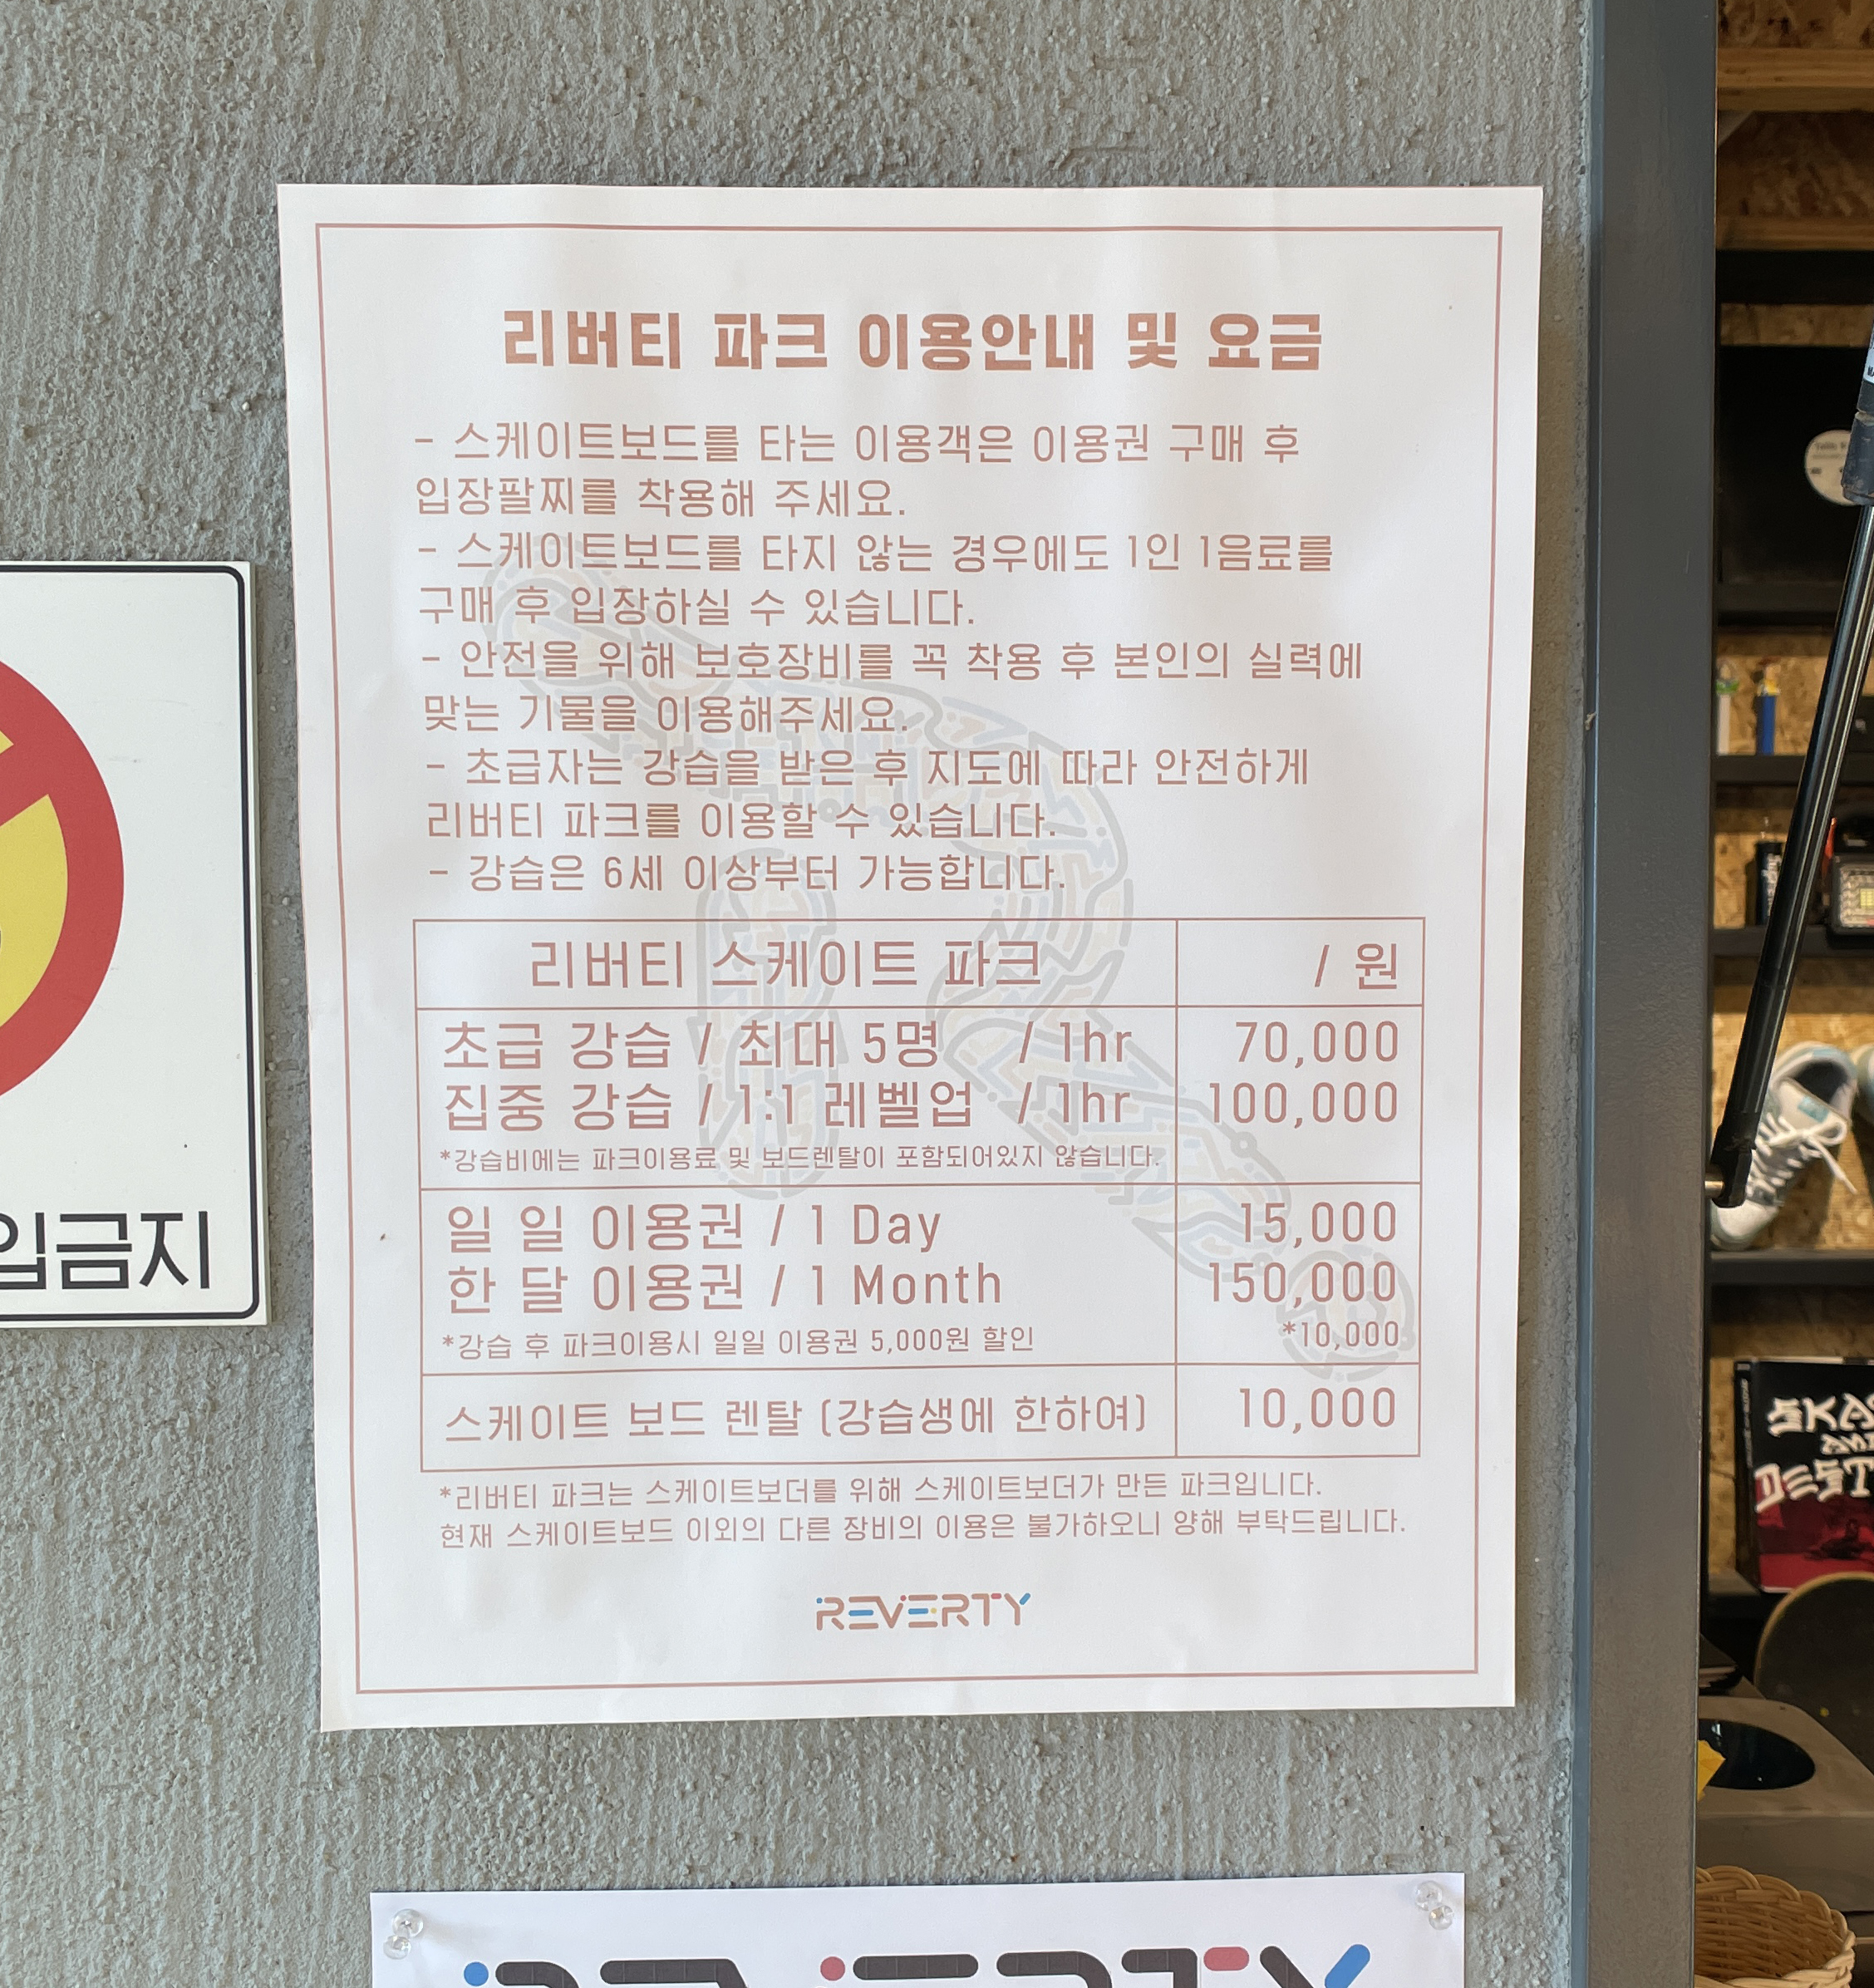 리버티 파크 이용안내 및 요금
- 스케이트보드를 타는 이용객은 이용권 구매 후
입장팔찌를 착용해 주세요.
- 스케이트보드를 타지 않는 경우에도 1인 1음료를
구매 후 입장하실 수 있습니다.
- 안전을 위해 보호장비를 꼭 착용 후 본인의 실력에
맞는 기물을 이용해주세요.
- 초급자는 강습을 받은 후 지도에 따라 안전하게
리버티 파크를 이용할 수 있습니다.
- 강습은 6세 이상부터 가능합니다.
리버티 스케이트 파크 / 원
초급 강습 / 최대 5명 / 1hr 70,000
집중 강습 / 1:1 레벨업 / 1hr 100,000
*강습비에는 파크이용료 및 보드렌탈이 포함되어있지 않습니다.
일 일 이용권 / 1 Day 15,000
한 달 이용권 / 1 Month 150,000
*강습 후 파크이용시 일일 이용권 5,000원 할인 *10,000
스케이트 보드 렌탈 (강습생에 한하여) 10,000
*리버티 파크는 스케이트보더를 위해 스케이트보더가 만든 파크입니다.
현재 스케이트보드 이외의 다른 장비의 이용은 불가하오니 양해 부탁드립니다.
REVERTY
입금지